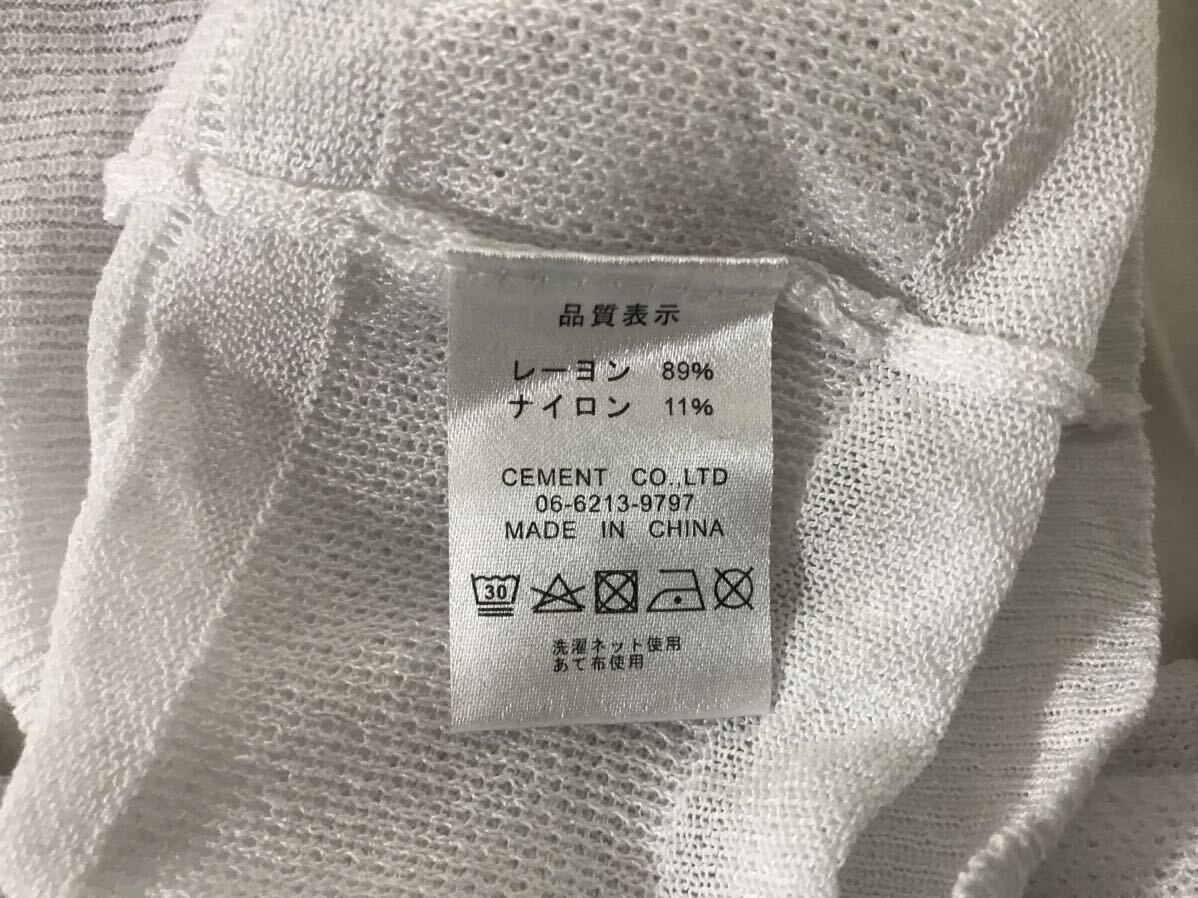 品質表示
レーヨン 89%
ナイロン 11%
CEMENT CO.,LTD
06-6213-9797
MADE IN CHINA
30
洗濯ネット使用
あて布使用